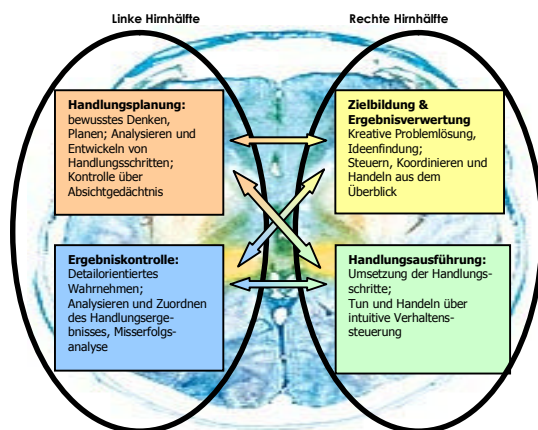 Linke Hirnhälfte
Rechte Hirnhälfte
Handlungsplanung:
bewusstes Denken,
Planen; Analysieren und
Entwickeln von
Handlungsschritten;
Kontrolle über
Absichtgedächtnis
Zielbildung &
Ergebnisverwertung
Kreative Problemlösung,
Ideenfindung;
Steuern, Koordinieren und
Handeln aus dem
Überblick
Ergebniskontrolle:
Detailorientiertes
Wahrnehmen;
Analysieren und Zuordnen
des Handlungserge-
bnisses, Misserfolgs-
analyse
Handlungsausführung:
Umsetzung der Handlungs-
schritte;
Tun und Handeln über
intuitive Verhaltens-
steuerung